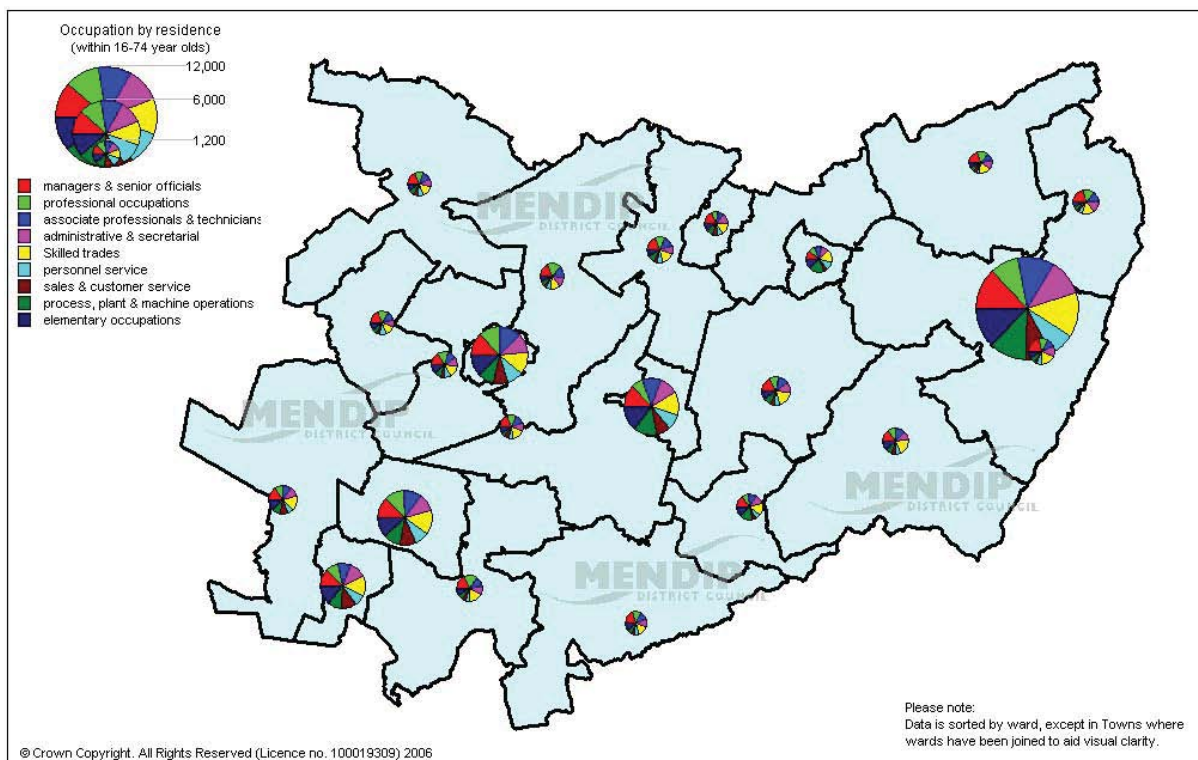 Occupation by residence
(within 16-74 year olds)
12,000
6,000
1,200
managers & senior officials
professional occupations
associate professionals & technicians
administrative & secretarial
Skilled trades
personnel service
sales & customer service
process, plant & machine operations
elementary occupations
MENDIP
DISTRICT COUNCIL
MENDIP
DISTRICT COUNCIL
MENDIP
DISTRICT COUNCIL
MENDIP
DISTRICT COUNCIL
Please note:
Data is sorted by ward, except in Towns where
wards have been joined to aid visual clarity.
© Crown Copyright. All Rights Reserved (Licence no. 100019309) 2006